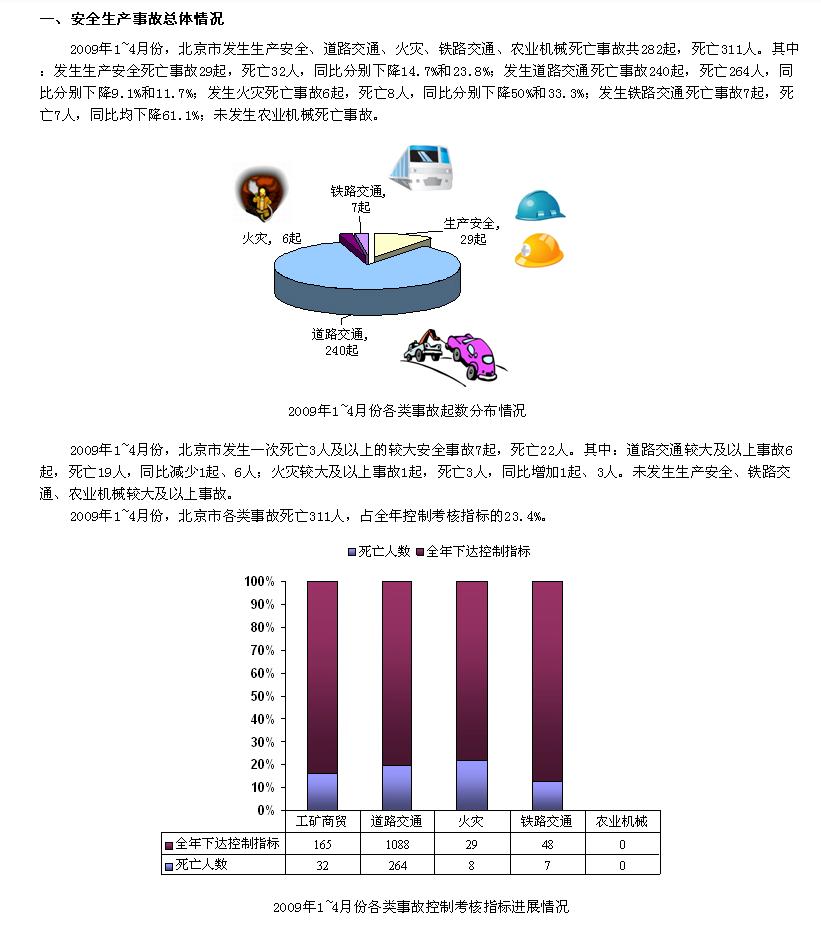 一、安全生产事故总体情况
2009年1~4月份，北京市发生生产安全、道路交通、火灾、铁路交通、农业机械死亡事故共282起，死亡311人。其中
：发生生产安全死亡事故29起，死亡32人，同比分别下降14.7%和23.8%；发生道路交通死亡事故240起，死亡264人，同
比分别下降9.1%和11.7%；发生火灾死亡事故6起，死亡8人，同比分别下降50%和33.3%；发生铁路交通死亡事故7起，死
亡7人，同比均下降61.1%；未发生农业机械死亡事故。
铁路交通，
7起
生产安全，
29起
火灾， 6起
道路交通，
240起
2009年1~4月份各类事故起数分布情况
2009年1~4月份，北京市发生一次死亡3人及以上的较大安全事故7起，死亡22人。其中：道路交通较大及以上事故6
起，死亡19人，同比减少1起、6人；火灾较大及以上事故1起，死亡3人，同比增加1起、3人。未发生生产安全、铁路交
通、农业机械较大及以上事故。
2009年1~4月份，北京市各类事故死亡311人，占全年控制考核指标的23.4%。
死亡人数 全年下达控制指标
100%
90%
80%
70%
60%
50%
40%
30%
20%
10%
0%
工矿商贸 道路交通 火灾 铁路交通 农业机械
全年下达控制指标 165 1088 29 48 0
死亡人数 32 264 8 7 0
2009年1~4月份各类事故控制考核指标进展情况